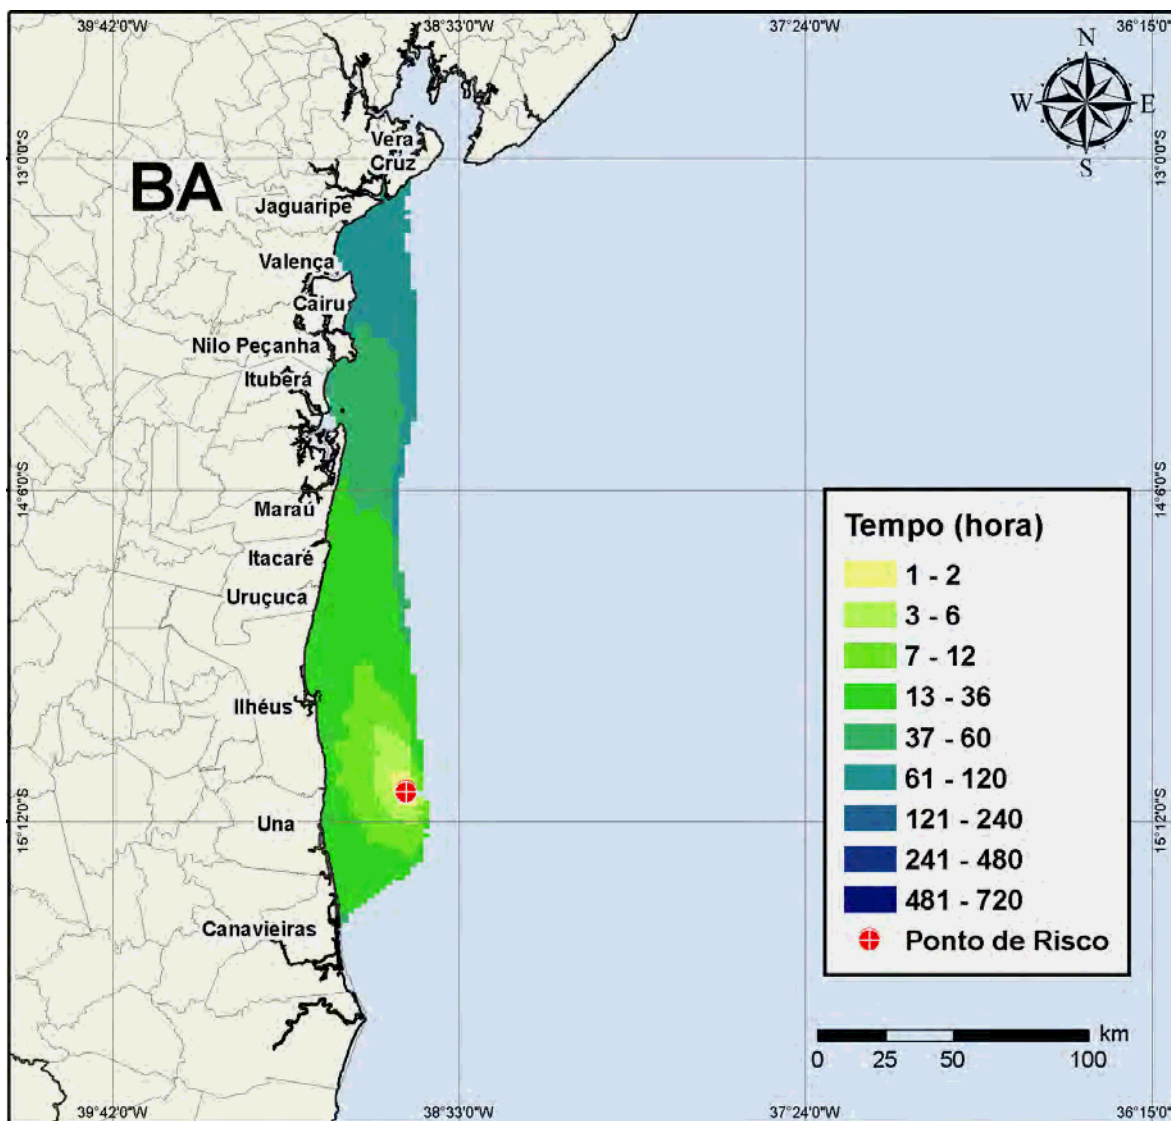 39°42'0"W
38°33'0"W
37°24'0"W
36°15'0"
N
W
E
S
13°0'0"S
13°0'0"S
Vera
Cruz
BA
Jaguaripe
Valença
Cairu
Nilo Peçanha
Ituberá
14°6'0"S
14°6'0"S
Maraú
Itacaré
Uruçuca
Ilhéus
Una
15°12'0"S
15°12'0"S
Canavieiras
Tempo (hora)
1 - 2
3 - 6
7 - 12
13 - 36
37 - 60
61 - 120
121 - 240
241 - 480
481 - 720
Ponto de Risco
km
0 25 50 100
39°42'0"W
38°33'0"W
37°24'0"W
36°15'0"